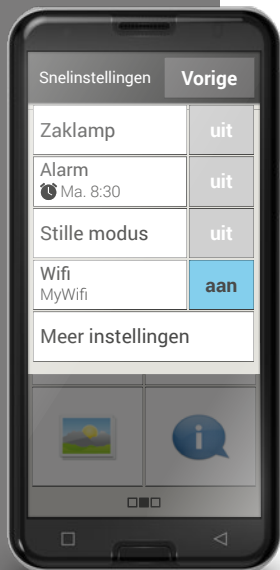 Snelinstellingen Vorige
Zaklamp uit
Alarm
Ma. 8:30 uit
Stille modus uit
Wifi
MyWifi aan
Meer instellingen
i